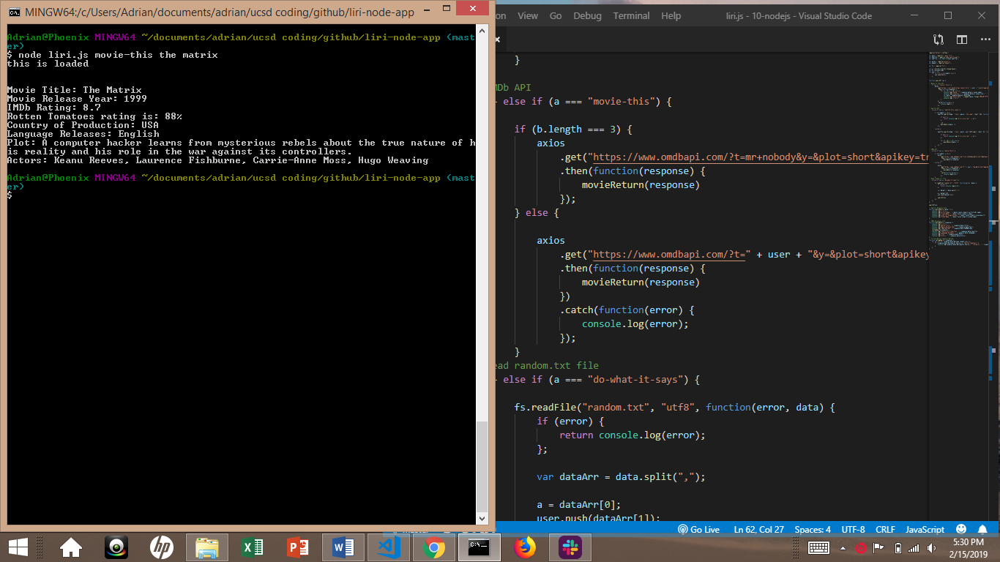 MINGW64:/c/Users/Adrian/documents/adrian/ucsd coding/github/liri-node-app
Adrian@Phoenix MINGW64 ~/documents/adrian/ucsd coding/github/liri-node-app (mast
er)
$ node liri.js movie-this the matrix
this is loaded
Movie Title: The Matrix
Movie Release Year: 1999
IMDb Rating: 8.7
Rotten Tomatoes rating is: 88%
Country of Production: USA
Language Releases: English
Plot: A computer hacker learns from mysterious rebels about the true nature of h
is reality and his role in the war against its controllers.
Actors: Keanu Reeves, Laurence Fishburne, Carrie-Anne Moss, Hugo Weaving
Adrian@Phoenix MINGW64 ~/documents/adrian/ucsd coding/github/liri-node-app (mast
er)
$
on View Go Debug Terminal Help liri.js - 10-nodejs - Visual Studio Code
}
MDb API
else if (a === "movie-this") {
if (b.length === 3) {
axios
.get("https://www.omdbapi.com/?t=mr+nobody&y=&plot=short&apikey=tr
.then(function(response) {
movieReturn(response)
});
} else {
axios
.get("https://www.omdbapi.com/?t=" + user + "&y=&plot=short&apikey
.then(function(response) {
movieReturn(response)
})
.catch(function(error) {
console.log(error);
});
}
ead random.txt file
else if (a === "do-what-it-says") {
fs.readFile("random.txt", "utf8", function(error, data) {
if (error) {
return console.log(error);
};
var dataArr = data.split(",");
a = dataArr[0];
user.push(dataArr[1]);
Go Live Ln 62, Col 27 Spaces: 4 UTF-8 CRLF JavaScript
5:30 PM
2/15/2019